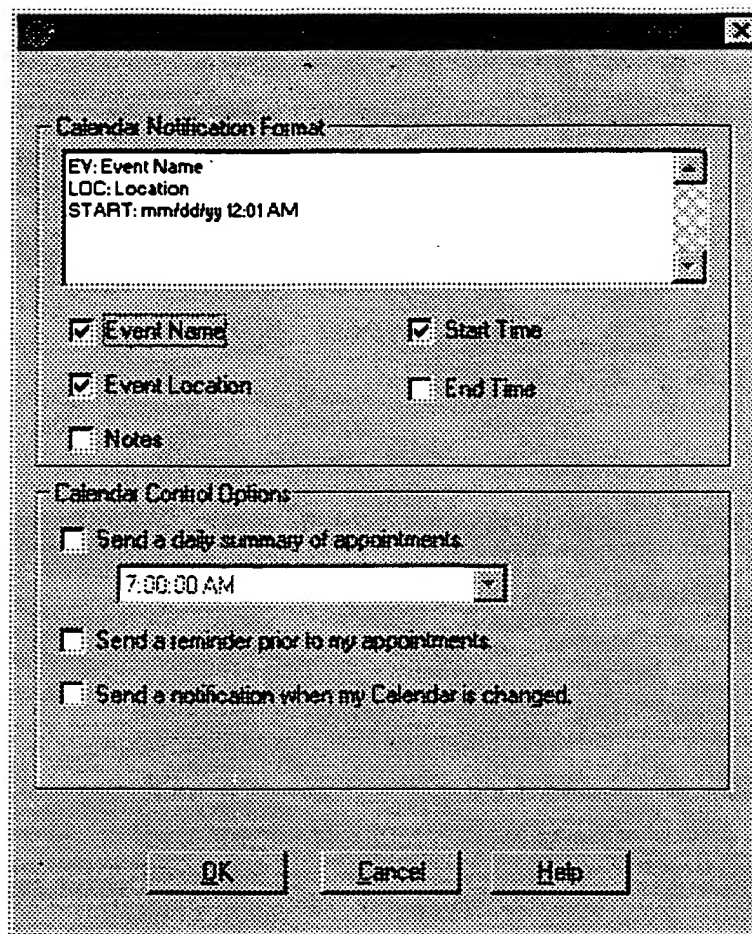 Calendar Notification Format
EV: Event Name
LOC: Location
START: mm/dd/yy 12:01 AM
Event Name
Start Time
Event Location
End Time
Notes
Calendar Control Options
Send a daily summary of appointments
7:00:00 AM
Send a reminder prior to my appointments.
Send a notification when my Calendar is changed.
OK
Cancel
Help